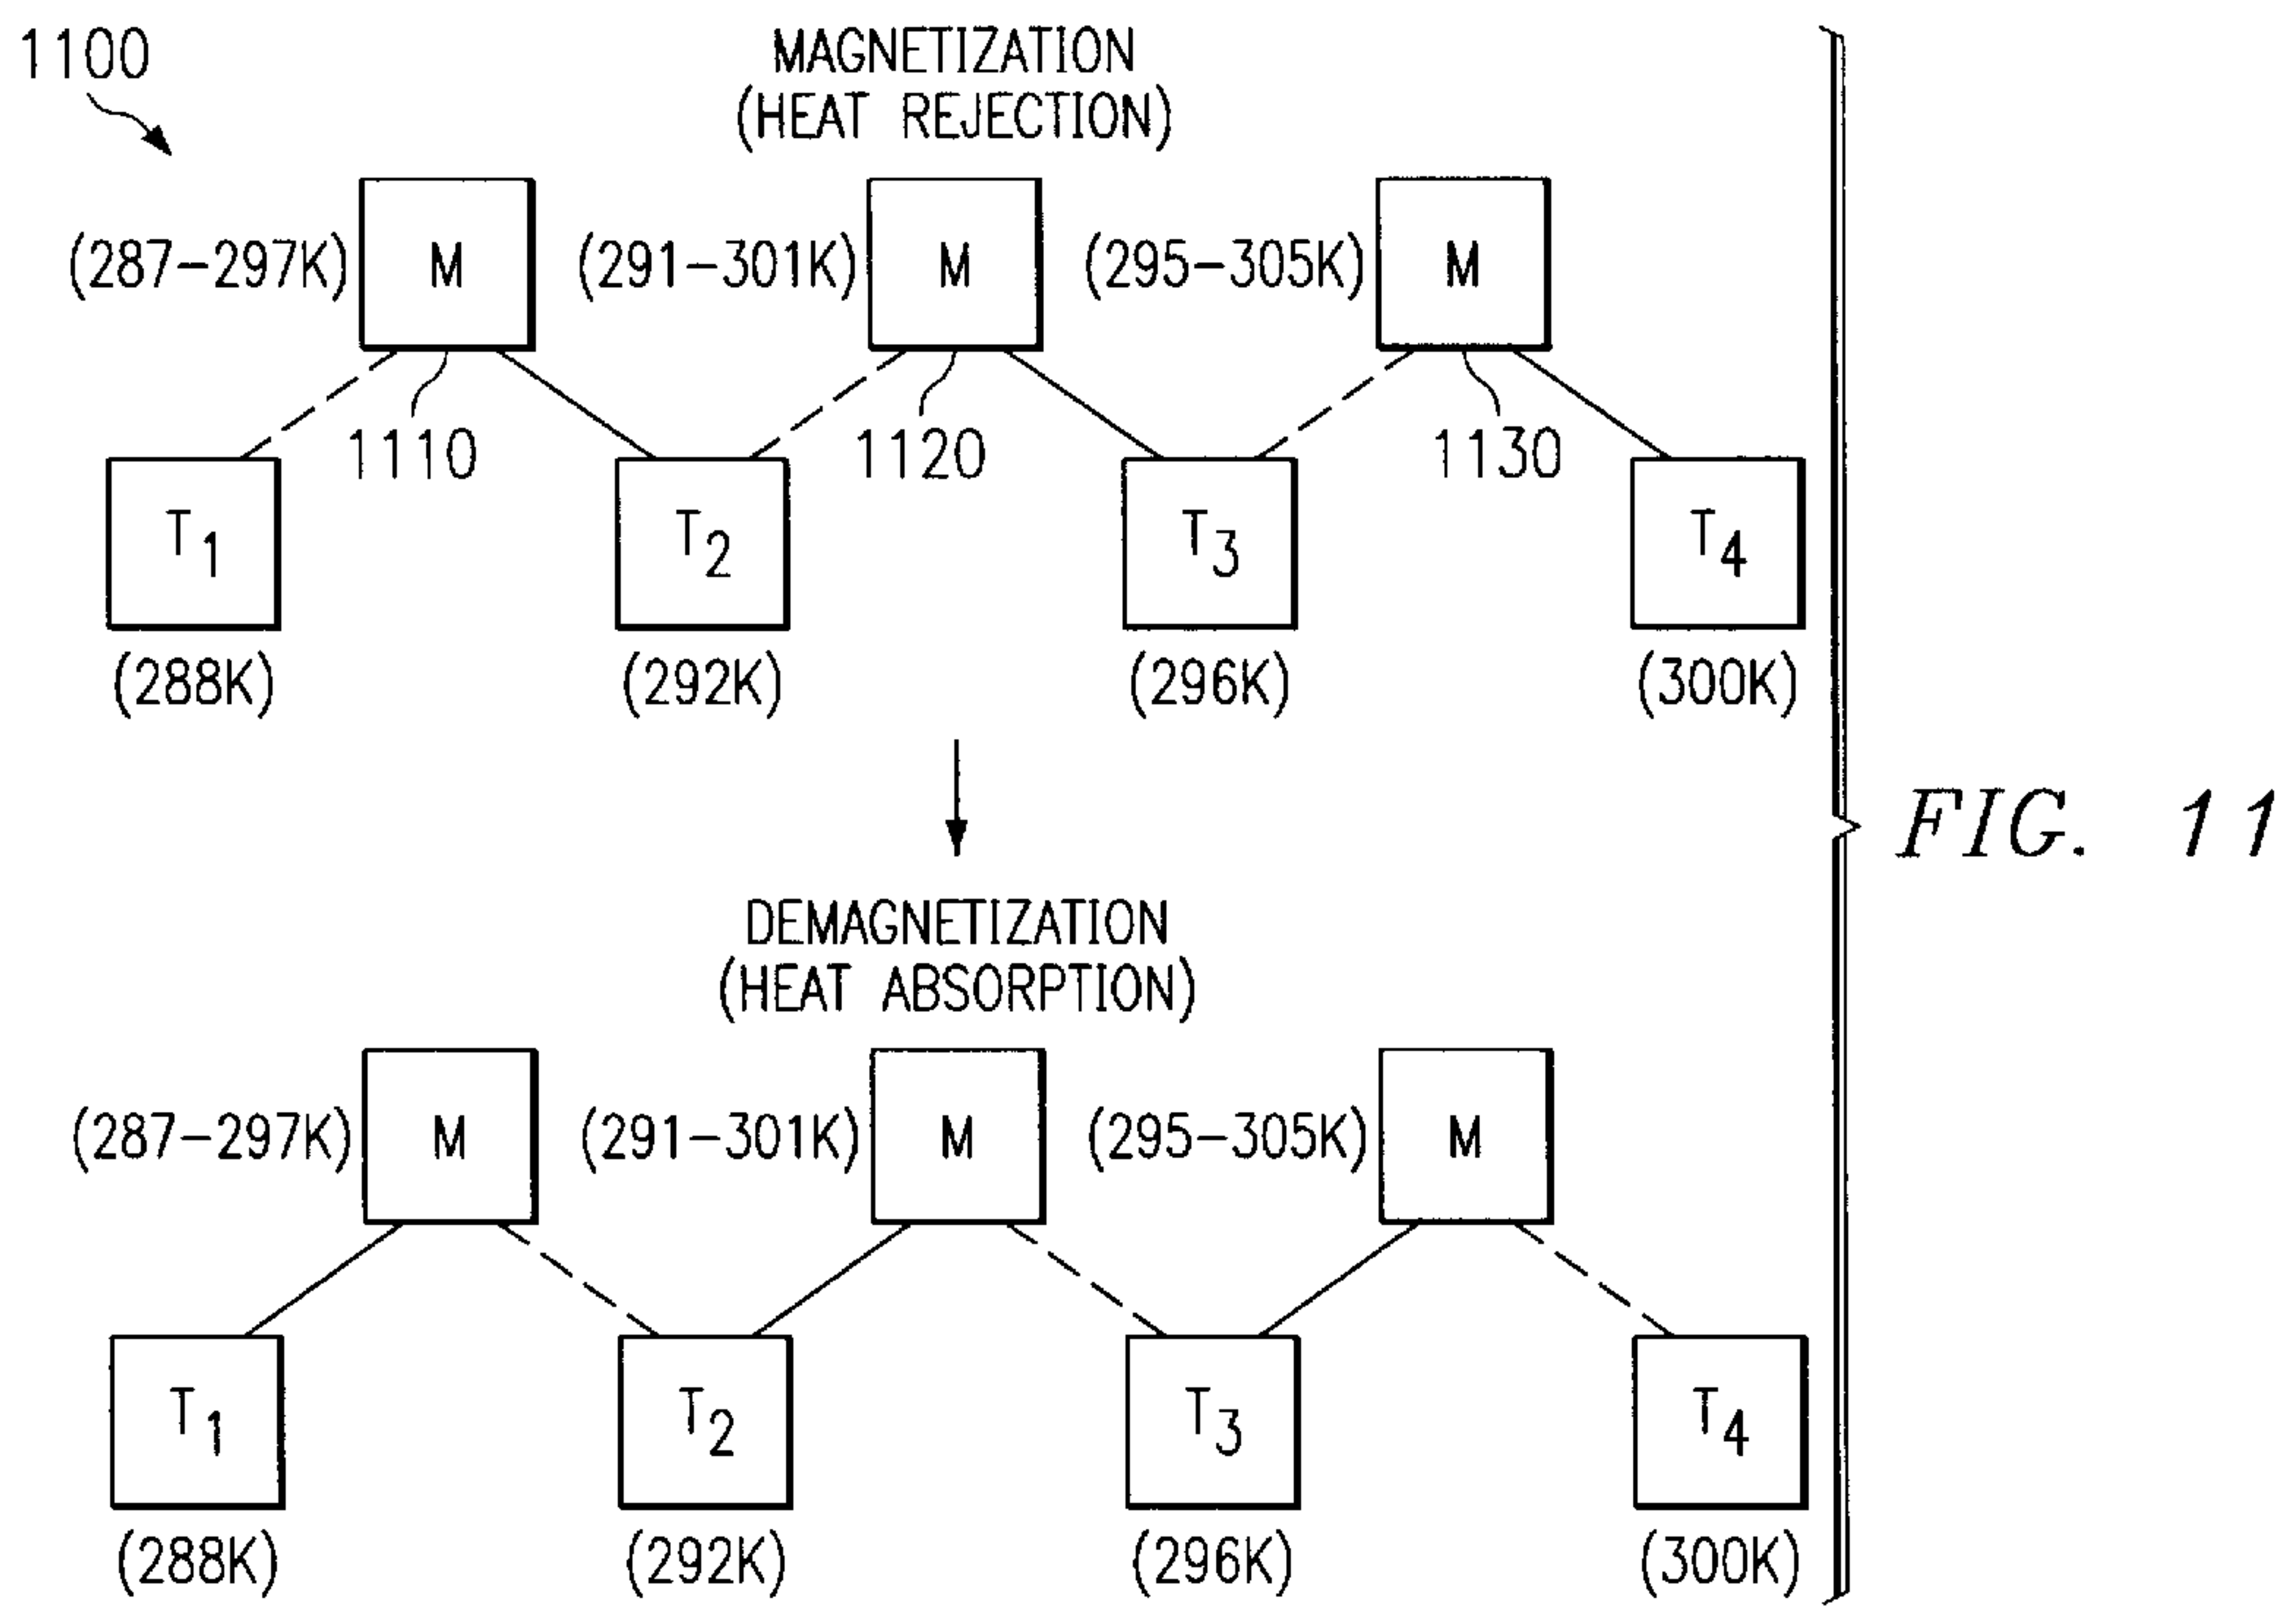 1100
MAGNETIZATION
(HEAT REJECTION)
(287-297K) M (291-301K) M (295-305K) M
1110 1120 1130
T1 T2 T3 T4
(288K) (292K) (296K) (300K)
FIG. 11
DEMAGNETIZATION
(HEAT ABSORPTION)
(287-297K) M (291-301K) M (295-305K) M
T1 T2 T3 T4
(288K) (292K) (296K) (300K)